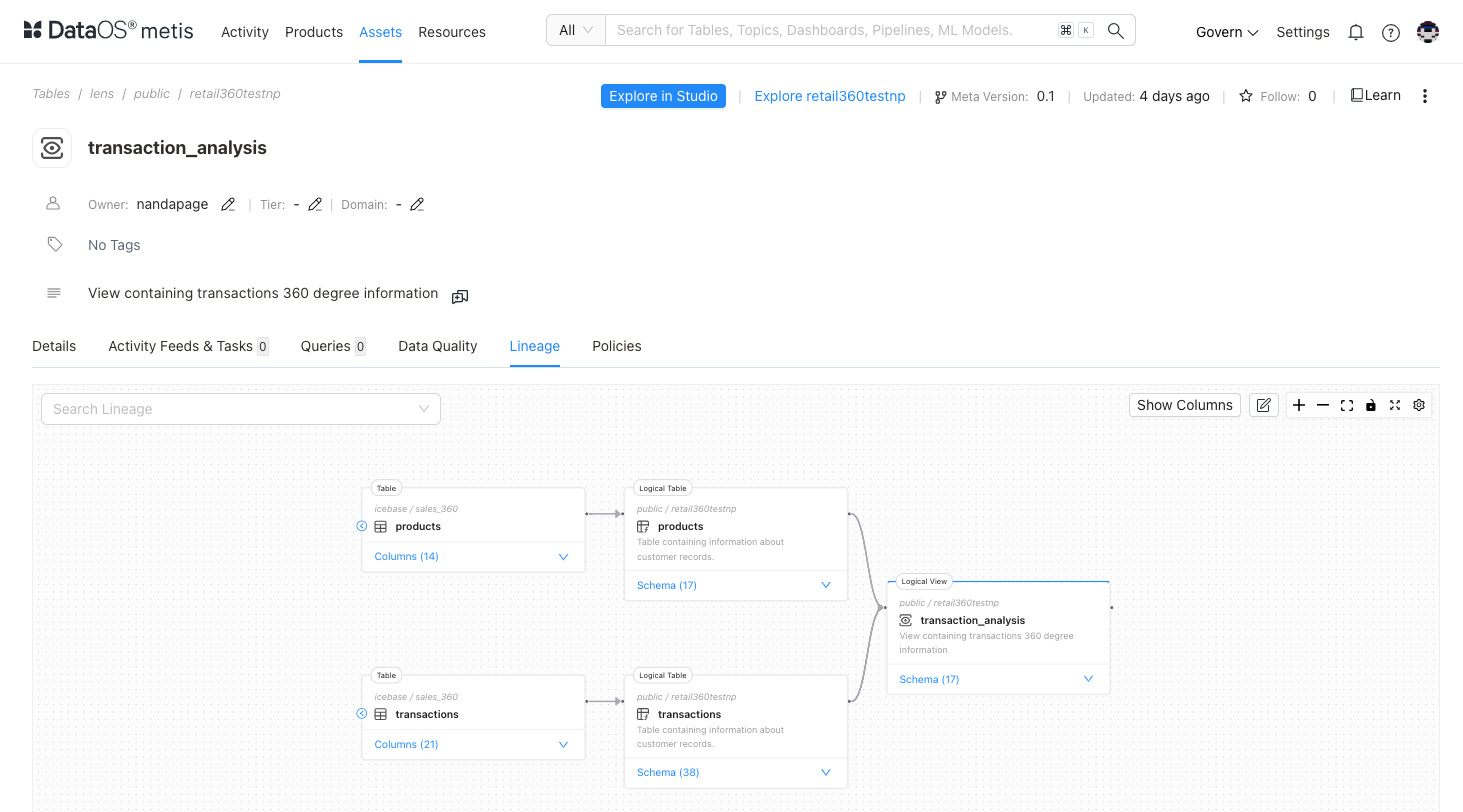 DataOS® metis
Activity Products Assets Resources
All Search for Tables, Topics, Dashboards, Pipelines, ML Models. ⌘ K
Govern Settings
Tables / lens / public / retail360testnp
Explore in Studio | Explore retail360testnp | Meta Version: 0.1 | Updated: 4 days ago | Follow: 0 | Learn
transaction_analysis
Owner: nandapage | Tier: - | Domain: -
No Tags
View containing transactions 360 degree information
Details Activity Feeds & Tasks 0 Queries 0 Data Quality Lineage Policies
Search Lineage
Show Columns
Table
icebase / sales_360
products
Columns (14)
Logical Table
public / retail360testnp
products
Table containing information about
customer records.
Schema (17)
Logical View
public / retail360testnp
transaction_analysis
View containing transactions 360 degree
information
Schema (17)
Table
icebase / sales_360
transactions
Columns (21)
Logical Table
public / retail360testnp
transactions
Table containing information about
customer records.
Schema (38)